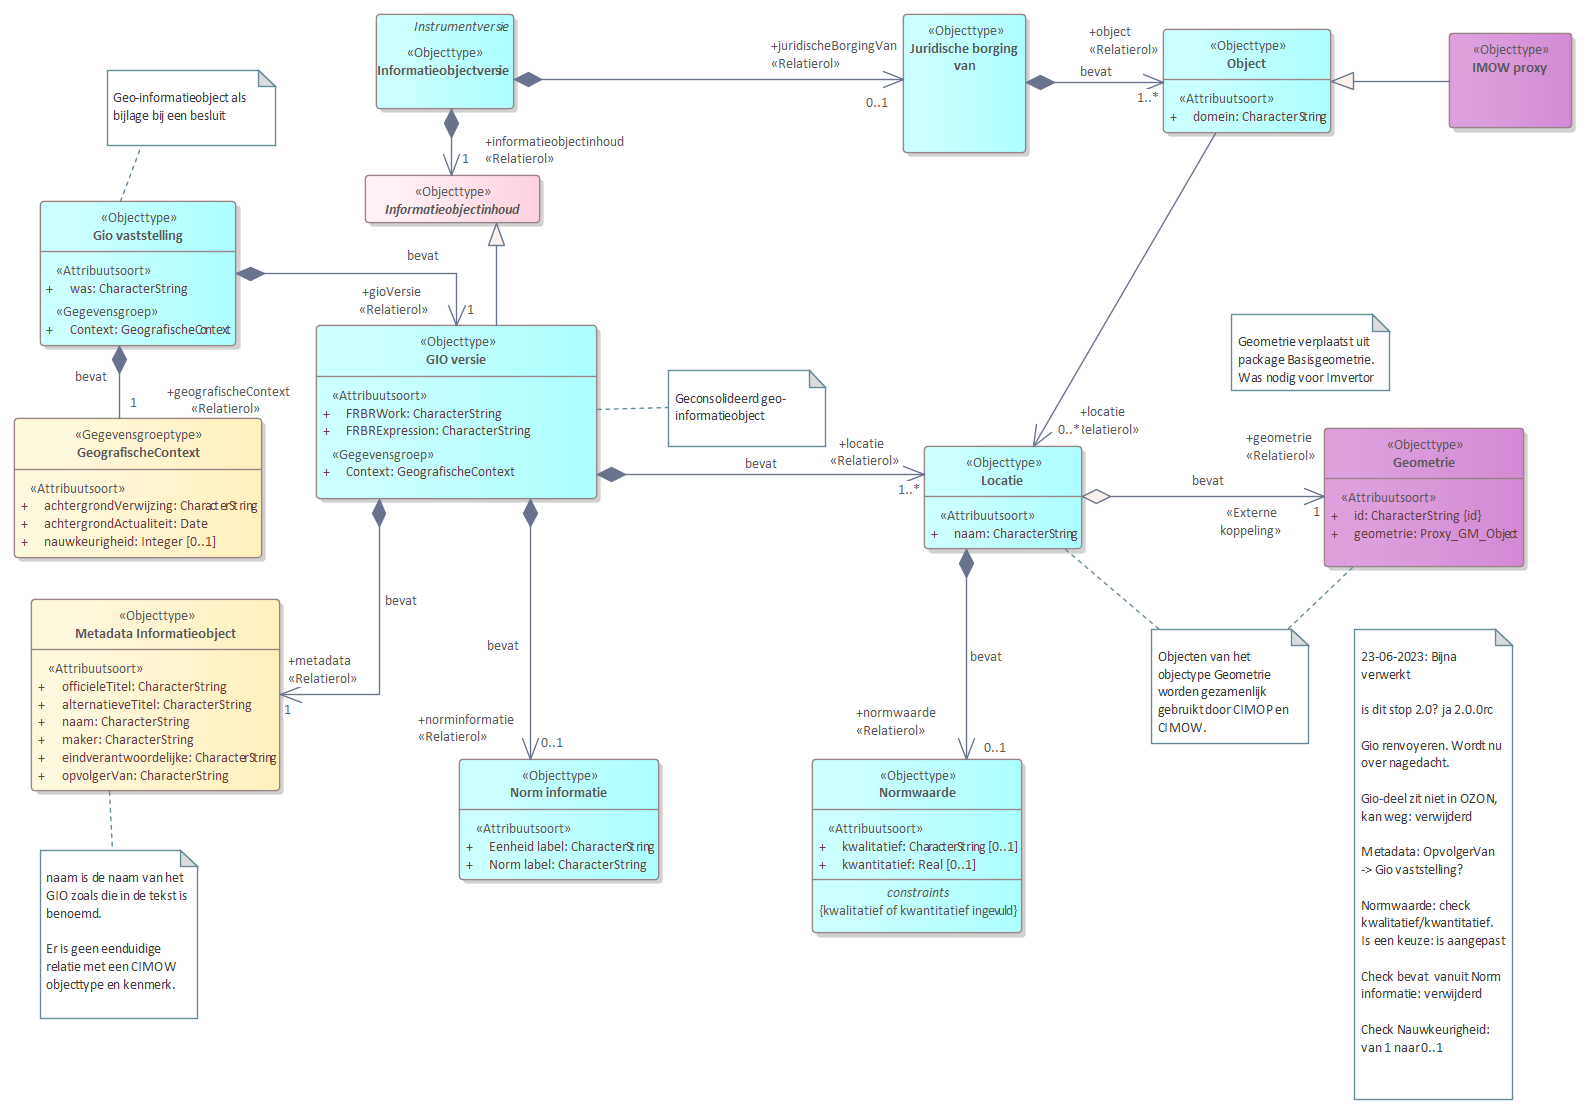 Instrumentversie
«Objecttype»
Informatieobjectversie
+juridischeBorgingVan
«Relatierol»
0..1
«Objecttype»
Juridische borging
van
+object
«Relatierol»
bevat
1..*
«Objecttype»
Object
«Attribuutsoort»
+ domein: CharacterString
«Objecttype»
IMOW proxy
Geo-informatieobject als
bijlage bij een besluit
+informatieobjectinhoud
«Relatierol»
1
«Objecttype»
Informatieobjectinhoud
«Objecttype»
Gio vaststelling
«Attribuutsoort»
+ was: CharacterString
«Gegevensgroep»
+ Context: GeografischeContext
bevat
+gioVersie
«Relatierol»
1
bevat
1
+geografischeContext
«Relatierol»
«Gegevensgroeptype»
GeografischeContext
«Attribuutsoort»
+ achtergrondVerwijzing: CharacterString
+ achtergrondActualiteit: Date
+ nauwkeurigheid: Integer [0..1]
«Objecttype»
GIO versie
«Attribuutsoort»
+ FRBRWork: CharacterString
+ FRBRExpression: CharacterString
«Gegevensgroep»
+ Context: GeografischeContext
Geconsolideerd geo-
informatieobject
Geometrie verplaatst uit
package Basisgeometrie.
Was nodig voor Imvertor
+locatie
«Relatierol»
bevat
1..*
+locatie
0..*
Relatierol»
«Objecttype»
Locatie
«Attribuutsoort»
+ naam: CharacterString
+geometrie
«Relatierol»
bevat
«Externe
koppeling»
1
«Objecttype»
Geometrie
«Attribuutsoort»
+ id: CharacterString {id}
+ geometrie: Proxy_GM_Object
bevat
+metadata
«Relatierol»
1
«Objecttype»
Metadata Informatieobject
«Attribuutsoort»
+ officieleTitel: CharacterString
+ alternatieveTitel: CharacterString
+ naam: CharacterString
+ maker: CharacterString
+ eindverantwoordelijke: CharacterString
+ opvolgerVan: CharacterString
bevat
+norminformatie
«Relatierol»
0..1
«Objecttype»
Norm informatie
«Attribuutsoort»
+ Eenheid label: CharacterString
+ Norm label: CharacterString
bevat
+normwaarde
«Relatierol»
0..1
«Objecttype»
Normwaarde
«Attribuutsoort»
+ kwalitatief: CharacterString [0..1]
+ kwantitatief: Real [0..1]
constraints
{kwalitatief of kwantitatief ingevuld}
Objecten van het
objectype Geometrie
worden gezamenlijk
gebruikt door CIMOP en
CIMOW.
23-06-2023: Bijna
verwerkt
is dit stop 2.0? ja 2.0.0rc
Gio renvoyeren. Wordt nu
over nagedacht.
Gio-deel zit niet in OZON,
kan weg: verwijderd
Metadata: OpvolgerVan
-> Gio vaststelling?
Normwaarde: check
kwalitatief/kwantitatief.
Is een keuze: is aangepast
Check bevat vanuit Norm
informatie: verwijderd
Check Nauwkeurigheid:
van 1 naar 0..1
naam is de naam van het
GIO zoals die in de tekst is
benoemd.
Er is geen eenduidige
relatie met een CIMOW
objecttype en kenmerk.